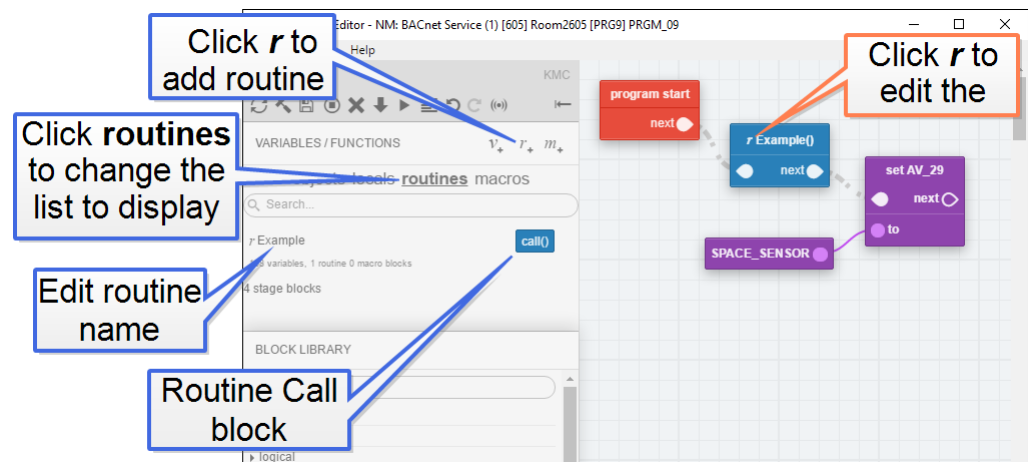 Editor - NM: BACnet Service (1) [605] Room2605 [PRG9] PRGM_09
Help
Click r to
add routine
Click r to
edit the
KMC
Click routines
to change the
list to display
VARIABLES / FUNCTIONS
v+ r+ m+
objects locals routines macros
Search...
r Example
call()
variables, 1 routine 0 macro blocks
4 stage blocks
Edit routine
name
BLOCK LIBRARY
Routine Call
block
logical
program start
next
r Example()
next
set AV_29
next
to
SPACE_SENSOR